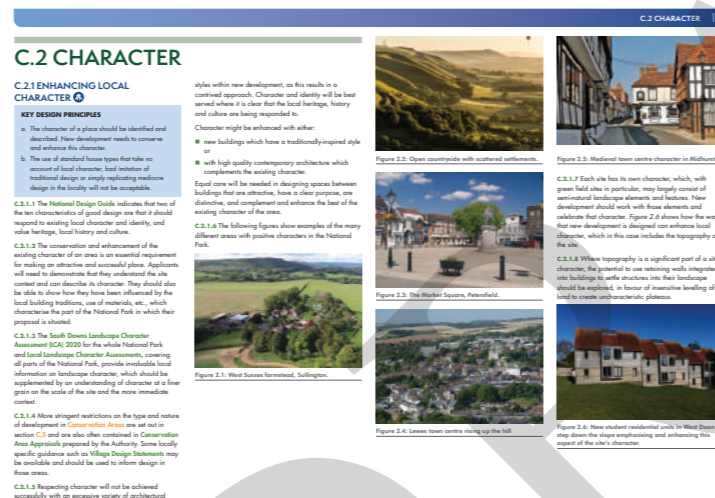 C.2 CHARACTER
C.2 CHARACTER
C.2.1 ENHANCING LOCAL
CHARACTER
KEY DESIGN PRINCIPLES
a. The character of a place should be identified and
described. New development needs to conserve
and enhance this character.
b. The use of standard house types that take no
account of local character, bad imitation of
traditional design or simply replicating mediocre
design in the locality will not be acceptable.
C.2.1.1 The National Design Guide indicates that two of
the ten characteristics of good design are that it should
respond to existing local character and identity, and
value heritage, local history and culture.
C.2.1.2 The conservation and enhancement of the
existing character of an area is an essential requirement
for making an attractive and successful place. Applicants
will need to demonstrate that they understand the site
context and can describe its character. They should also
be able to show how they have been influenced by the
local building traditions, use of materials, etc., which
characterise the part of the National Park in which their
proposal is situated.
C.2.1.3 The South Downs Landscape Character
Assessment (LCA) 2020 for the whole National Park
and Local Landscape Character Assessments, covering
all parts of the National Park, provide invaluable local
information on landscape character, which should be
supplemented by an understanding of character at a finer
grain on the scale of the site and the more immediate
context.
C.2.1.4 More stringent restrictions on the type and nature
of development in Conservation Areas are set out in
section C.3 and are also often contained in Conservation
Area Appraisals prepared by the Authority. Some locally
specific guidance such as Village Design Statements may
be available and should be used to inform design in
those areas.
C.2.1.5 Respecting character will not be achieved
successfully with an excessive variety of architectural
styles within new development, as this results in a
contrived approach. Character and identity will be best
served where it is clear that the local heritage, history
and culture are being responded to.
Character might be enhanced with either:
new buildings which have a traditionally-inspired style
or
with high quality contemporary architecture which
complements the existing character.
Equal care will be needed in designing spaces between
buildings that are attractive, have a clear purpose, are
distinctive, and complement and enhance the best of the
existing character of the area.
C.2.1.6 The following figures show examples of the many
different areas with positive characters in the National
Park.
Figure 2.1: West Sussex farmstead, Sullington.
Figure 2.2: Open countryside with scattered settlements.
Figure 2.3: The Market Square, Petersfield.
Figure 2.4: Lewes town centre rising up the hill
Figure 2.5: Medieval town centre character in Midhurst
C.2.1.7 Each site has its own character, which, with
green field sites in particular, may largely consist of
semi-natural landscape elements and features. New
development should work with those elements and
celebrate that character. Figure 2.6 shows how the way
that new development is designed can enhance local
character, which in this case includes the topography of
the site.
C.2.1.8 Where topography is a significant part of a site
character, the potential to use retaining walls integrated
into buildings to settle structures into their landscape
should be explored, in favour of insensitive levelling of
land to create uncharacteristic plateaus.
Figure 2.6: New student residential units in West Dean
step down the slope emphasising and enhancing this
aspect of the site's character.